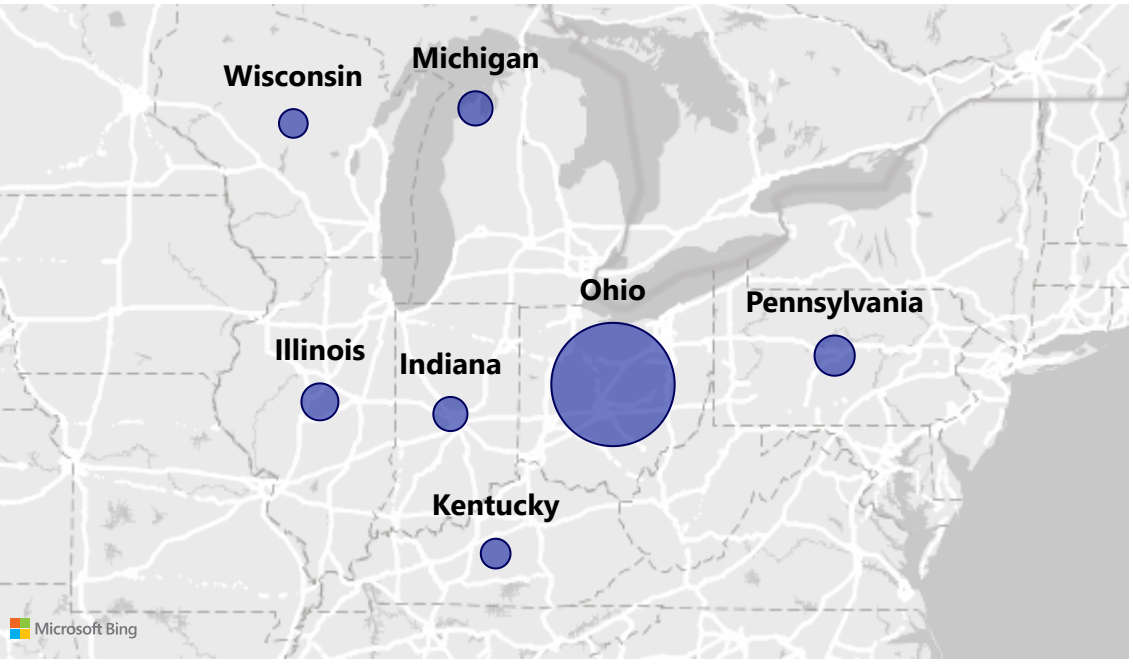 Michigan
Wisconsin
Ohio
Pennsylvania
Illinois
Indiana
Kentucky
Microsoft Bing